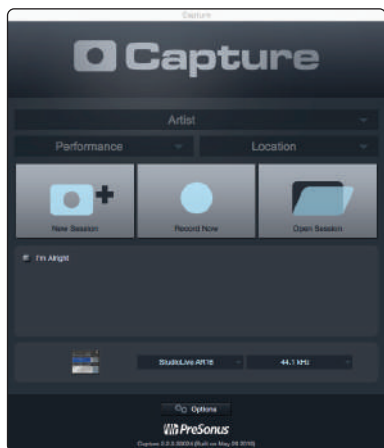 Capture
Capture
Artist
Performance Location
New Session Record Now Open Session
I'm Alright
StudioLive AR16 44.1 kHz
Options
PreSonus